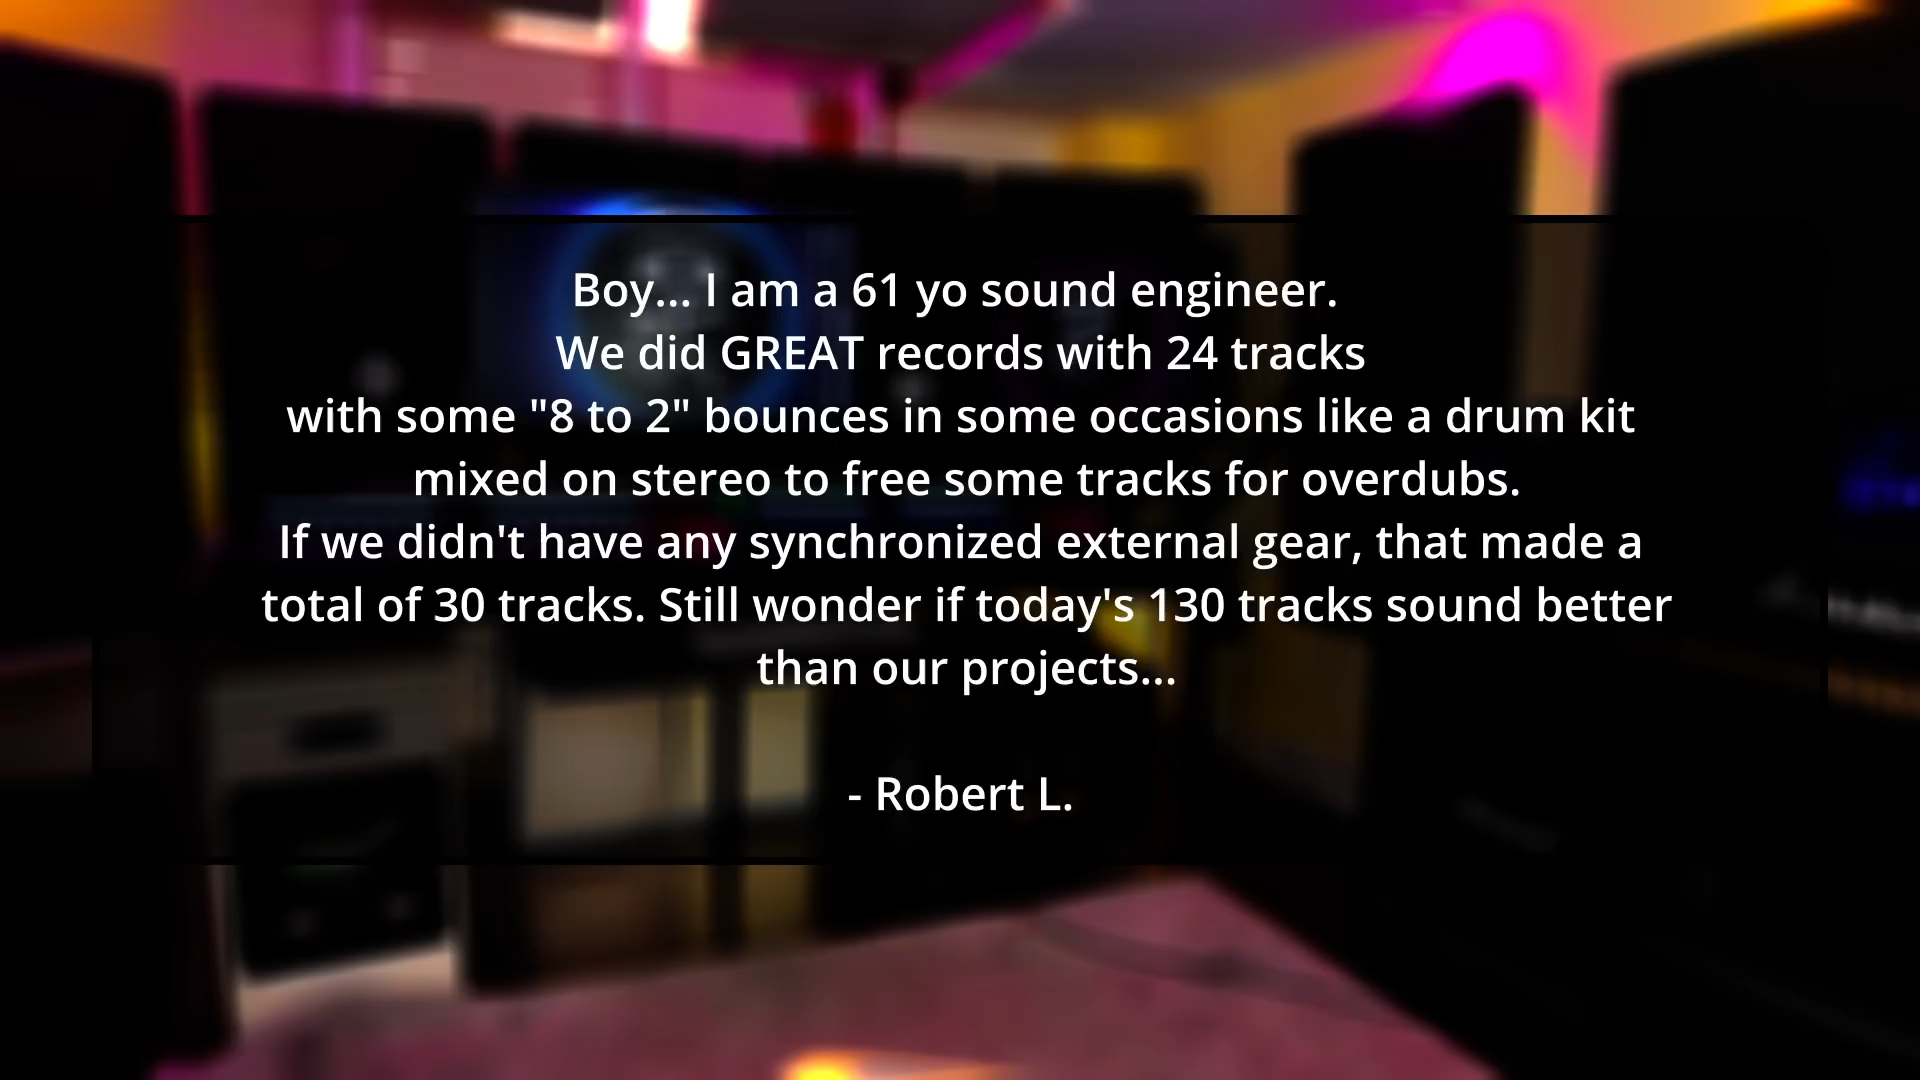 Boy... I am a 61 yo sound engineer.
We did GREAT records with 24 tracks
with some "8 to 2" bounces in some occasions like a drum kit
mixed on stereo to free some tracks for overdubs.
If we didn't have any synchronized external gear, that made a
total of 30 tracks. Still wonder if today's 130 tracks sound better
than our projects...
- Robert L.